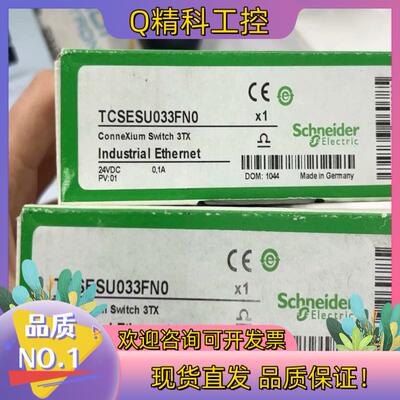 Q精科工控
TCSESU033FN0
ConneXium Switch 3TX
Industrial Ethernet
24VDC 0,1A
PV:01
CE
x1
Schneider
Electric
DOM: 1044 Made in Germany
SESU033FN0
Switch 3TX
CE
x1
Schneider
Electric
品质
NO.1
欢迎咨询可开发票
现货直发 品质保证!